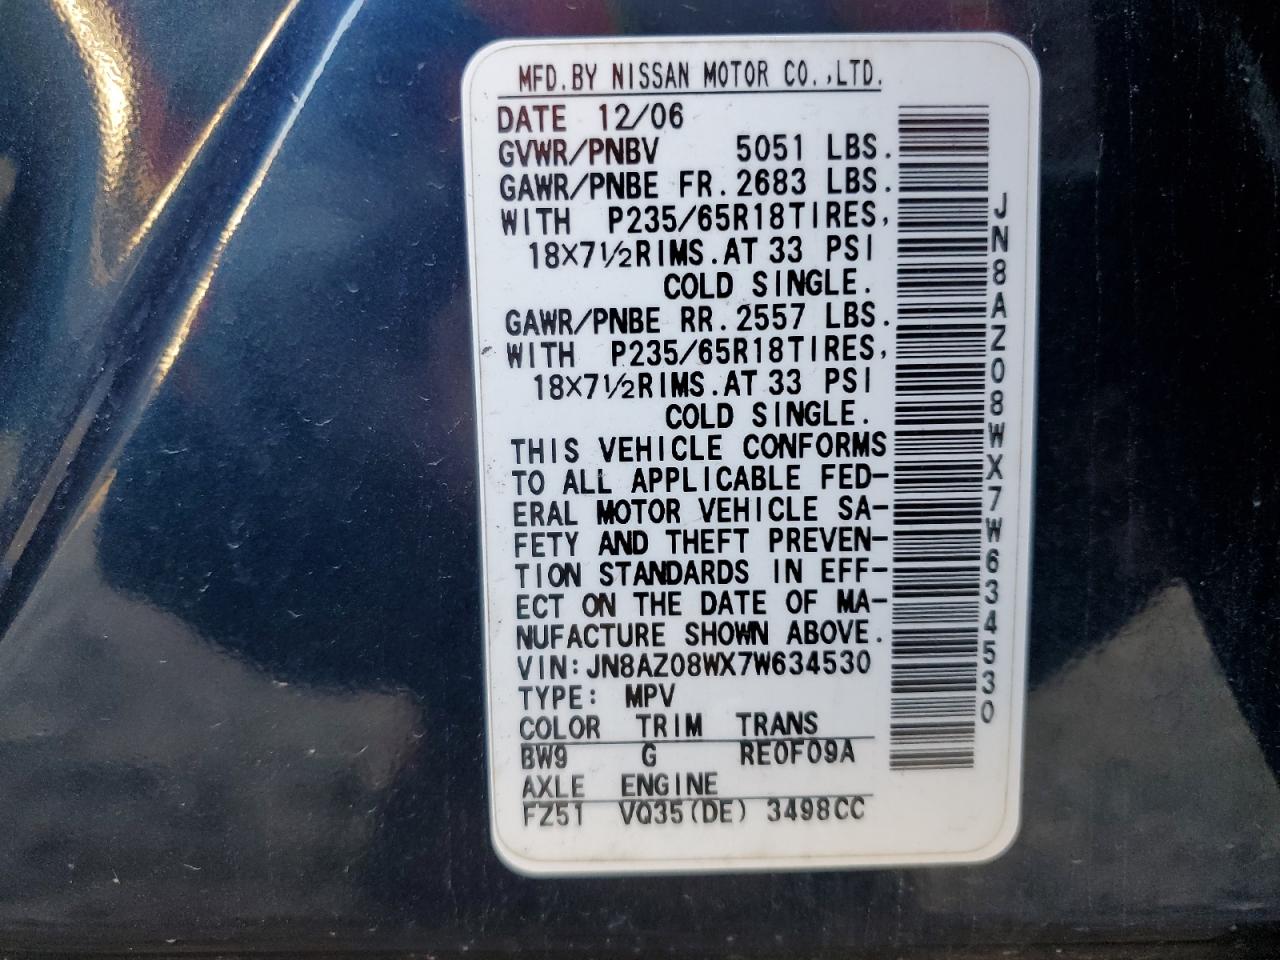 MFD.BY NISSAN MOTOR CO.,LTD.
DATE 12/06
GVWR/PNBV 5051 LBS.
GAWR/PNBE FR.2683 LBS.
WITH P235/65R18TIRES,
18X7½RIMS.AT 33 PSI
COLD SINGLE.
GAWR/PNBE RR.2557 LBS.
WITH P235/65R18TIRES,
18X7½RIMS.AT 33 PSI
COLD SINGLE.
THIS VEHICLE CONFORMS
TO ALL APPLICABLE FED-
ERAL MOTOR VEHICLE SA-
FETY AND THEFT PREVEN-
TION STANDARDS IN EFF-
ECT ON THE DATE OF MA-
NUFACTURE SHOWN ABOVE.
VIN:JN8AZ08WX7W634530
TYPE: MPV
COLOR TRIM TRANS
BW9 G RE0F09A
AXLE ENGINE
FZ51 VQ35(DE) 3498CC
JN8AZ08WX7W634530